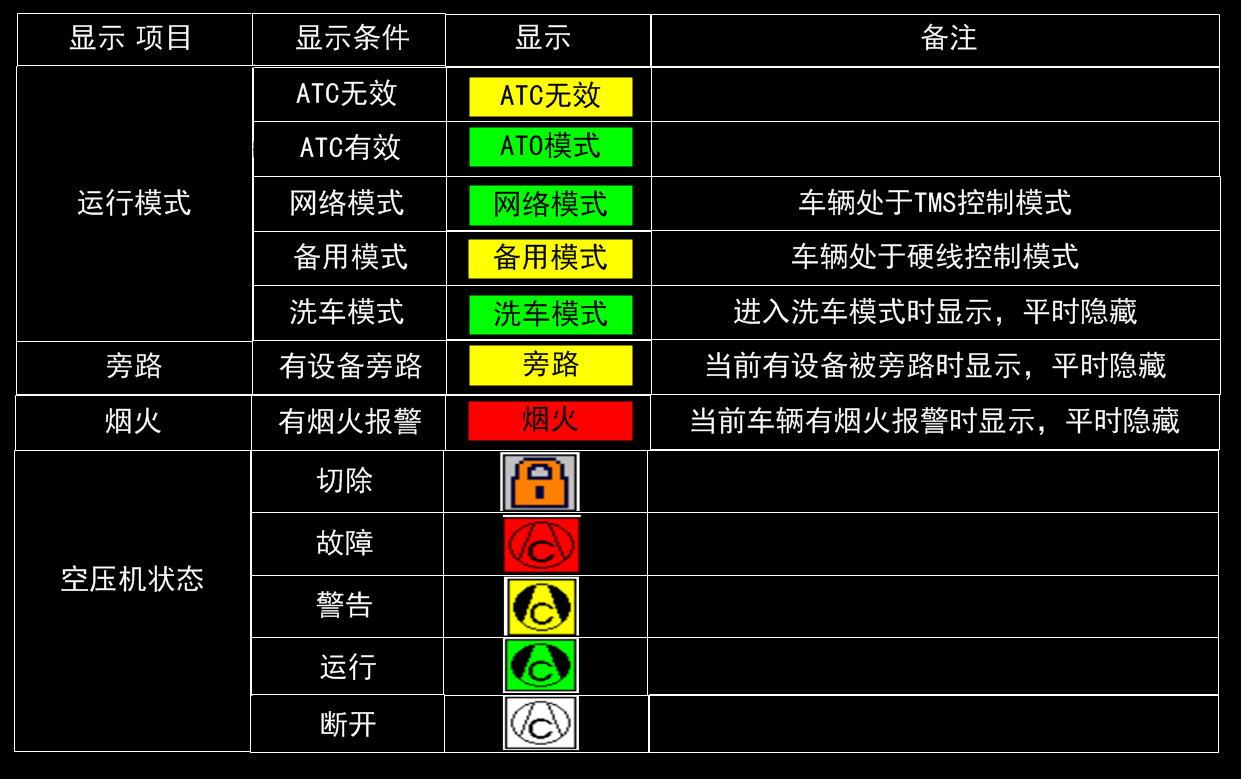 显示 项目 显示条件 显示 备注
ATC无效 ATC无效
ATC有效 ATO模式
运行模式 网络模式 网络模式 车辆处于TMS控制模式
备用模式 备用模式 车辆处于硬线控制模式
洗车模式 洗车模式 进入洗车模式时显示，平时隐藏
旁路 有设备旁路 旁路 当前有设备被旁路时显示，平时隐藏
烟火 有烟火报警 烟火 当前车辆有烟火报警时显示，平时隐藏
切除
故障 C
空压机状态
警告 C
运行 C
断开 C